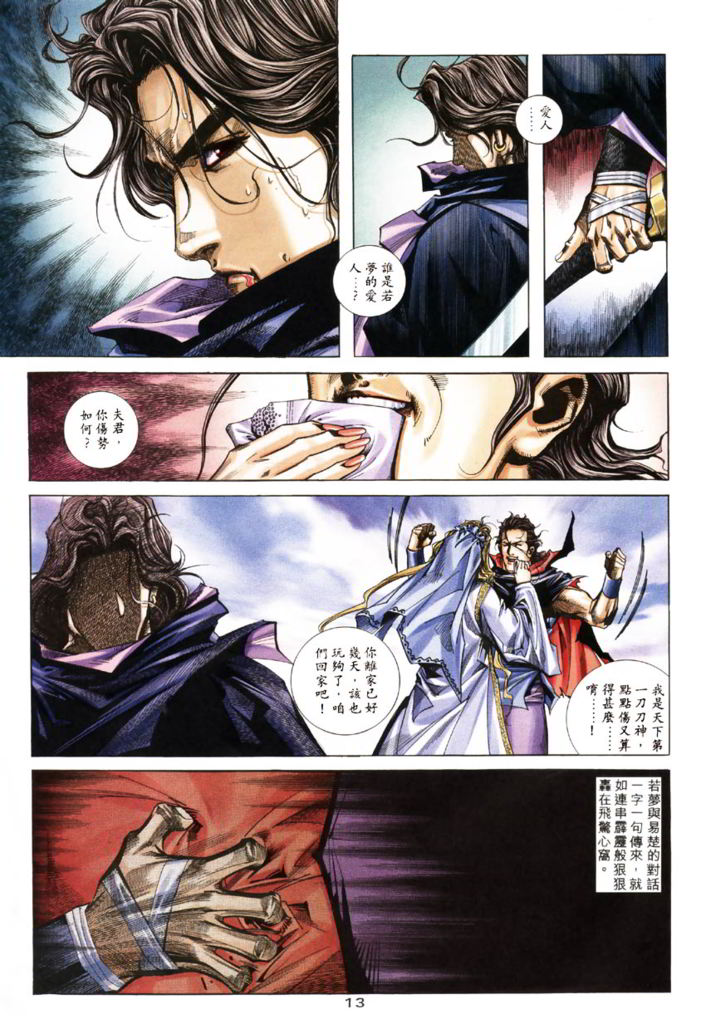 愛人
……
誰是若
夢的愛
人…？
夫君，
你傷勢
如何？
我是天下第
一刀刀神，
點點傷又算
得甚麼……
唷……！
你離家已好
幾天，該也
玩夠了，咱
們回家吧！
若夢與易楚的對話
一字一句傳來，就
如連串霹靂般狠狠
轟在飛驚心窩。
13